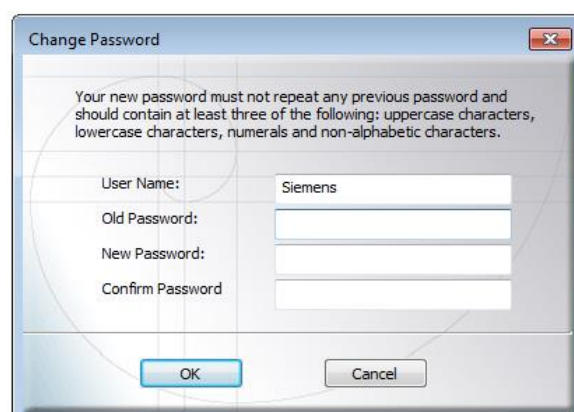 Change Password
Your new password must not repeat any previous password and
should contain at least three of the following: uppercase characters,
lowercase characters, numerals and non-alphabetic characters.
User Name:
Siemens
Old Password:
New Password:
Confirm Password
OK
Cancel